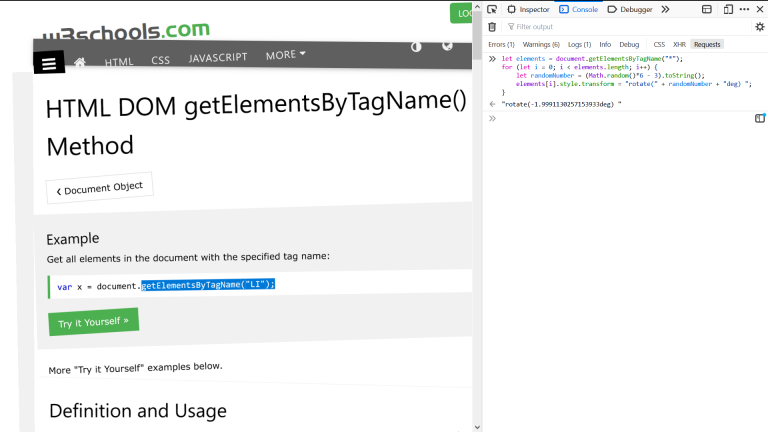 w3schools.com
LO
HTML CSS JAVASCRIPT MORE
HTML DOM getElementsByTagName()
Method
❮ Document Object
Example
Get all elements in the document with the specified tag name:
var x = document.getElementsByTagName("LI");
Try it Yourself »
More "Try it Yourself" examples below.
Definition and Usage
Inspector Console Debugger
Filter output
Errors (1) Warnings (6) Logs (1) Info Debug CSS XHR Requests
let elements = document.getElementsByTagName("*");
for (let i = 0; i < elements.length; i++) {
let randomNumber = (Math.random()*6 - 3).toString();
elements[i].style.transform = "rotate(" + randomNumber + "deg) ";
}
"rotate(-1.9991130257153933deg) "